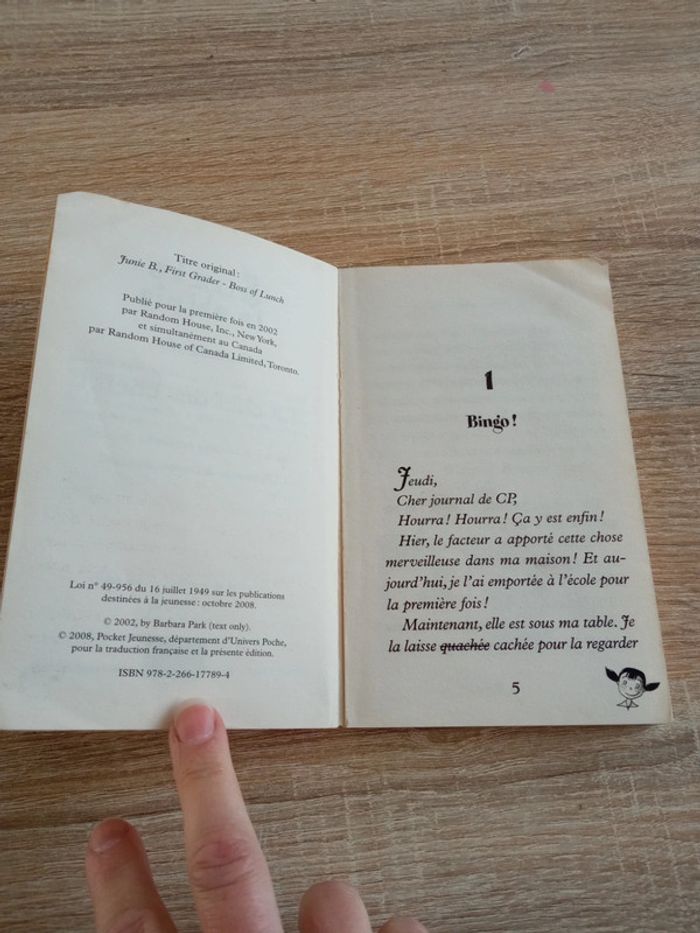 Titre original :
Junie B., First Grader - Boss of Lunch
Publié pour la première fois en 2002
par Random House, Inc., New York,
et simultanément au Canada
par Random House of Canada Limited, Toronto.
Loi n° 49-956 du 16 juillet 1949 sur les publications
destinées à la jeunesse : octobre 2008.
© 2002, by Barbara Park (text only).
© 2008, Pocket Jeunesse, département d'Univers Poche,
pour la traduction française et la présente édition.
ISBN 978-2-266-17789-4
1
Bingo !
Jeudi,
Cher journal de CP,
Hourra ! Hourra ! Ça y est enfin !
Hier, le facteur a apporté cette chose
merveilleuse dans ma maison ! Et au-
jourd'hui, je l'ai emportée à l'école pour
la première fois !
Maintenant, elle est sous ma table. Je
la laisse quachée cachée pour la regarder
5